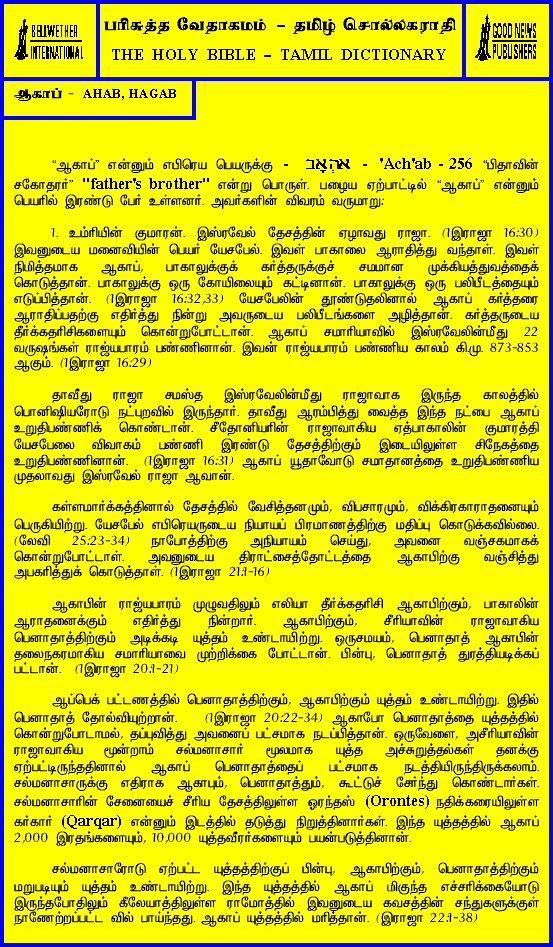 BELLWETHER
INTERNATIONAL
பரிசுத்த வேதாகமம் – தமிழ் சொல்லகராதி
THE HOLY BIBLE – TAMIL DICTIONARY
GOOD NEWS
PUBLISHERS
ஆகாப் - AHAB, HAGAB
“ஆகாப்” என்னும் எபிரெய பெயருக்கு - אחאב - 'Ach'ab - 256 “பிதாவின்
சகோதரர்” "father's brother" என்று பொருள். பழைய ஏற்பாட்டில் “ஆகாப்” என்னும்
பெயரில் இரண்டு பேர் உள்ளனர். அவர்களின் விவரம் வருமாறு:
1. உம்ரியின் குமாரன். இஸ்ரவேல் தேசத்தின் ஏழாவது ராஜா. (1இராஜா 16:30)
இவனுடைய மனைவியின் பெயர் யேசபேல். இவள் பாகாலை ஆராதித்து வந்தாள். இவள்
நிமித்தமாக ஆகாப், பாகாலுக்குக் கர்த்தருக்குச் சமமான முக்கியத்துவத்தைக்
கொடுத்தான். பாகாலுக்கு ஒரு கோயிலையும் கட்டினான். பாகாலுக்கு ஒரு பலிபீடத்தையும்
எடுப்பித்தான். (1இராஜா 16:32,33) யேசபேலின் தூண்டுதலினால் ஆகாப் கர்த்தரை
ஆராதிப்பதற்கு எதிர்த்து நின்று அவருடைய பலிபீடங்களை அழித்தான். கர்த்தருடைய
தீர்க்கதரிசிகளையும் கொன்றுபோட்டான். ஆகாப் சமாரியாவில் இஸ்ரவேலின்மீது 22
வருஷங்கள் ராஜ்யபாரம் பண்ணினான். இவன் ராஜ்யபாரம் பண்ணிய காலம் கி.மு. 873-853
ஆகும். (1இராஜா 16:29)
தாவீது ராஜா சமஸ்த இஸ்ரவேலின்மீது ராஜாவாக இருந்த காலத்தில்
பொனிஷியரோடு நட்புறவில் இருந்தார். தாவீது ஆரம்பித்து வைத்த இந்த நட்பை ஆகாப்
உறுதிபண்ணிக் கொண்டான். சீதோனியரின் ராஜாவாகிய ஏத்பாகாலின் குமாரத்தி
யேசபேலை விவாகம் பண்ணி இரண்டு தேசத்திற்கும் இடையிலுள்ள சிநேகத்தை
உறுதிபண்ணினான். (1இராஜா 16:31) ஆகாப் யூதாவோடு சமாதானத்தை உறுதிபண்ணிய
முதலாவது இஸ்ரவேல் ராஜா ஆவான்.
கள்ளமார்க்கத்தினால் தேசத்தில் வேசித்தனமும், விபசாரமும், விக்கிரகாராதனையும்
பெருகியிற்று. யேசபேல் எபிரெயருடைய நியாயப் பிரமாணத்திற்கு மதிப்பு கொடுக்கவில்லை.
(லேவி 25:23-34) நாபோத்திற்கு அநியாயம் செய்து, அவனை வஞ்சகமாகக்
கொன்றுபோட்டாள். அவனுடைய திராட்சைத்தோட்டத்தை ஆகாபிற்கு வஞ்சித்து
அபகரித்துக் கொடுத்தாள். (1இராஜா 21:1-16)
ஆகாபின் ராஜ்யபாரம் முழுவதிலும் எலியா தீர்க்கதரிசி ஆகாபிற்கும், பாகாலின்
ஆராதனைக்கும் எதிர்த்து நின்றார். ஆகாபிற்கும், சீரியாவின் ராஜாவாகிய
பெனாதாத்திற்கும் அடிக்கடி யுத்தம் உண்டாயிற்று. ஒருசமயம், பெனாதாத் ஆகாபின்
தலைநகரமாகிய சமாரியாவை முற்றிக்கை போட்டான். பின்பு, பெனாதாத் துரத்தியடிக்கப்
பட்டான். (1இராஜா 20:1-21)
ஆப்பெக் பட்டணத்தில் பெனாதாத்திற்கும், ஆகாபிற்கும் யுத்தம் உண்டாயிற்று. இதில்
பெனாதாத் தோல்வியுற்றான். (1இராஜா 20:22-34) ஆகாபோ பெனாதாத்தை யுத்தத்தில்
கொன்றுபோடாமல், தப்புவித்து அவனைப் பட்சமாக நடப்பித்தான். ஒருவேளை, அசீரியாவின்
ராஜாவாகிய மூன்றாம் சல்மனாசார் மூலமாக யுத்த அச்சுறுத்தல்கள் தனக்கு
ஏற்பட்டிருந்ததினால் ஆகாப் பெனாதாத்தைப் பட்சமாக நடத்தியிருந்திருக்கலாம்.
சல்மனாசாருக்கு எதிராக ஆகாபும், பெனாதாத்தும், கூட்டுச் சேர்ந்து கொண்டார்கள்.
சல்மனாசாரின் சேனையைச் சீரிய தேசத்திலுள்ள ஓரந்தஸ் (Orontes) நதிக்கரையிலுள்ள
கர்கார் (Qarqar) என்னும் இடத்தில் தடுத்து நிறுத்தினார்கள். இந்த யுத்தத்தில் ஆகாப்
2,000 இரதங்களையும், 10,000 யுத்தவீரர்களையும் பயன்படுத்தினான்.
சல்மனாசாரோடு ஏற்பட்ட யுத்தத்திற்குப் பின்பு, ஆகாபிற்கும், பெனாதாத்திற்கும்
மறுபடியும் யுத்தம் உண்டாயிற்று. இந்த யுத்தத்தில் ஆகாப் மிகுந்த எச்சரிக்கையோடு
இருந்தபோதிலும் கீலேயாத்திலுள்ள ராமோத்தில் இவனுடைய கவசத்தின் சந்துகளுக்குள்
நாணேற்றப்பட்ட வில் பாய்ந்தது. ஆகாப் யுத்தத்தில் மரித்தான். (இராஜா 22:1-38)